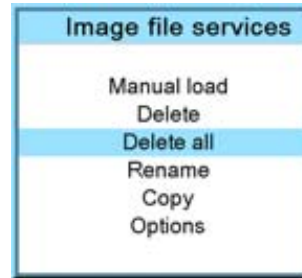 Image file services
Manual load
Delete
Delete all
Rename
Copy
Options